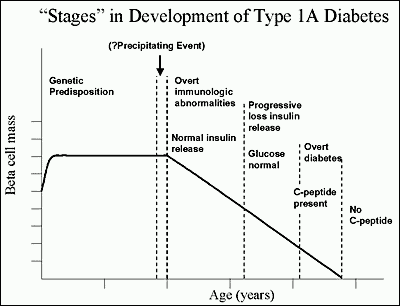 “Stages” in Development of Type 1A Diabetes
(?Precipitating Event)
Genetic
Predisposition
Overt
immunologic
abnormalities
Progressive
loss insulin
release
Normal insulin
release
Glucose
normal
Overt
diabetes
C-peptide
present
No
C-peptide
Beta cell mass
Age (years)